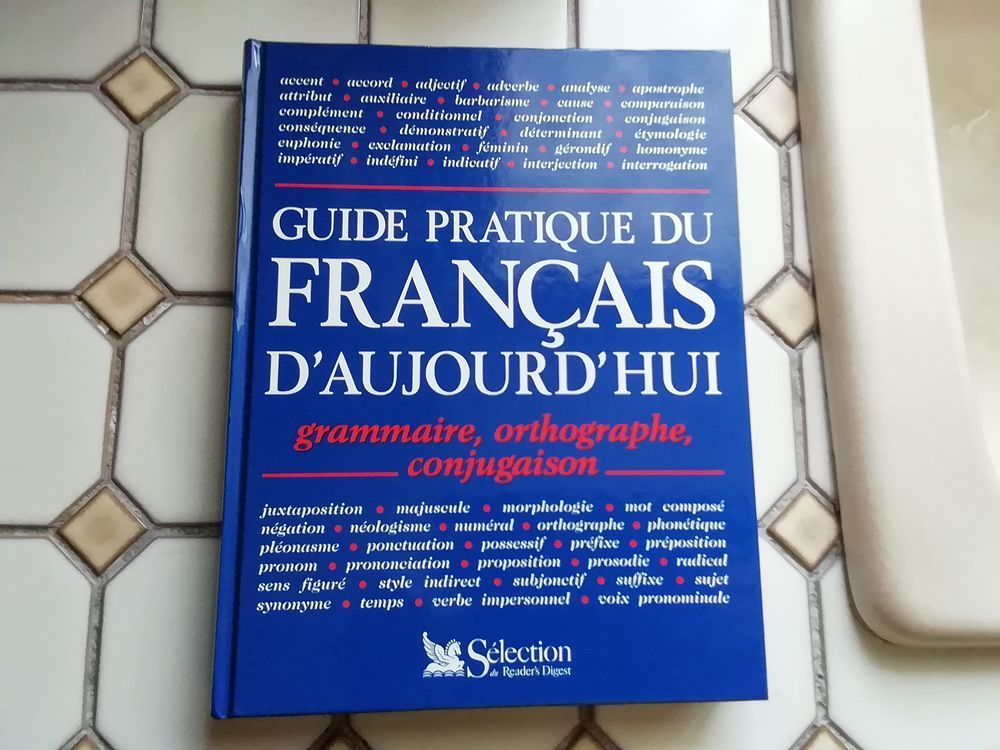 accent • accord • adjectif • adverbe • analyse • apostrophe
attribut • auxiliaire • barbarisme • cause • comparaison
complément • conditionnel • conjonction • conjugaison
conséquence • démonstratif • déterminant • étymologie
euphonie • exclamation • féminin • gérondif • homonyme
impératif • indéfini • indicatif • interjection • interrogation
GUIDE PRATIQUE DU
FRANÇAIS
D'AUJOURD'HUI
grammaire, orthographe,
conjugaison
juxtaposition • majuscule • morphologie • mot composé
négation • néologisme • numéral • orthographe • phonétique
pléonasme • ponctuation • possessif • préfixe • préposition
pronom • prononciation • proposition • prosodie • radical
sens figuré • style indirect • subjonctif • suffixe • sujet
synonyme • temps • verbe impersonnel • voix pronominale
Sélection
du Reader's Digest